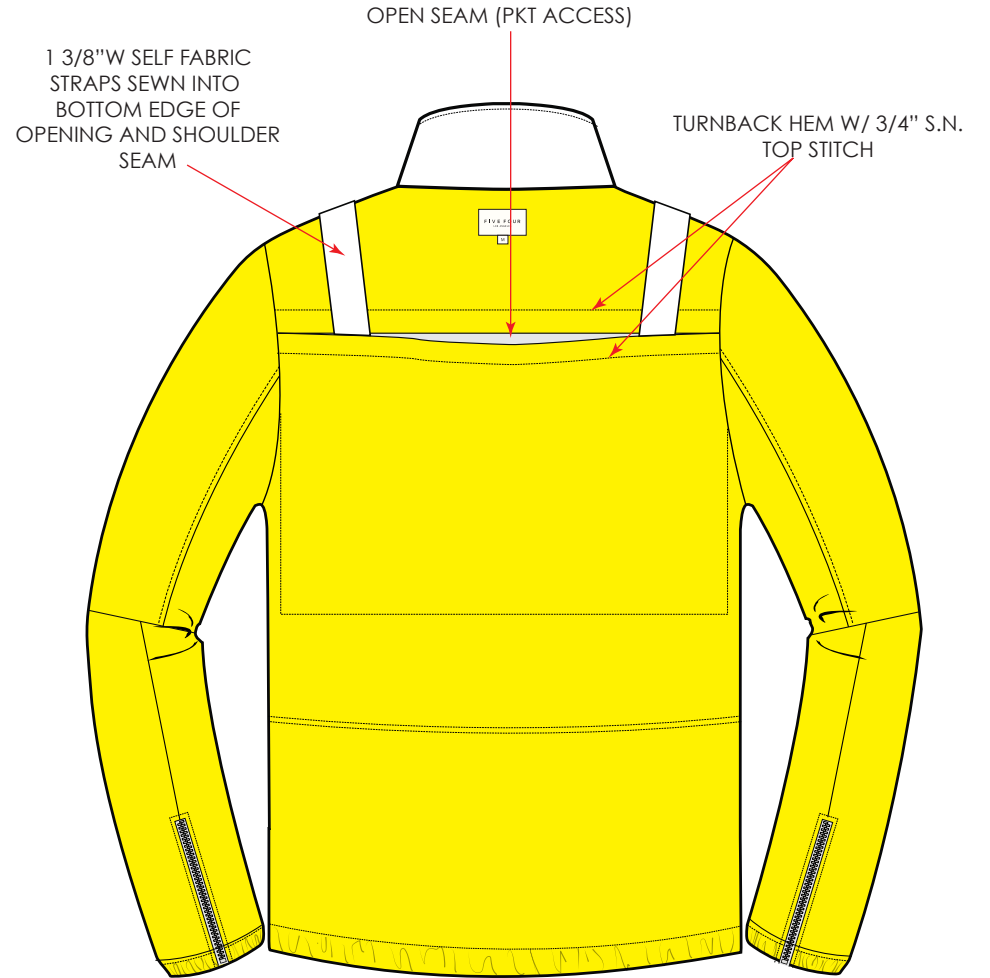 OPEN SEAM (PKT ACCESS)
1 3/8”W SELF FABRIC
STRAPS SEWN INTO
BOTTOM EDGE OF
OPENING AND SHOULDER
SEAM
TURNBACK HEM W/ 3/4” S.N.
TOP STITCH
FIVE FOUR
M